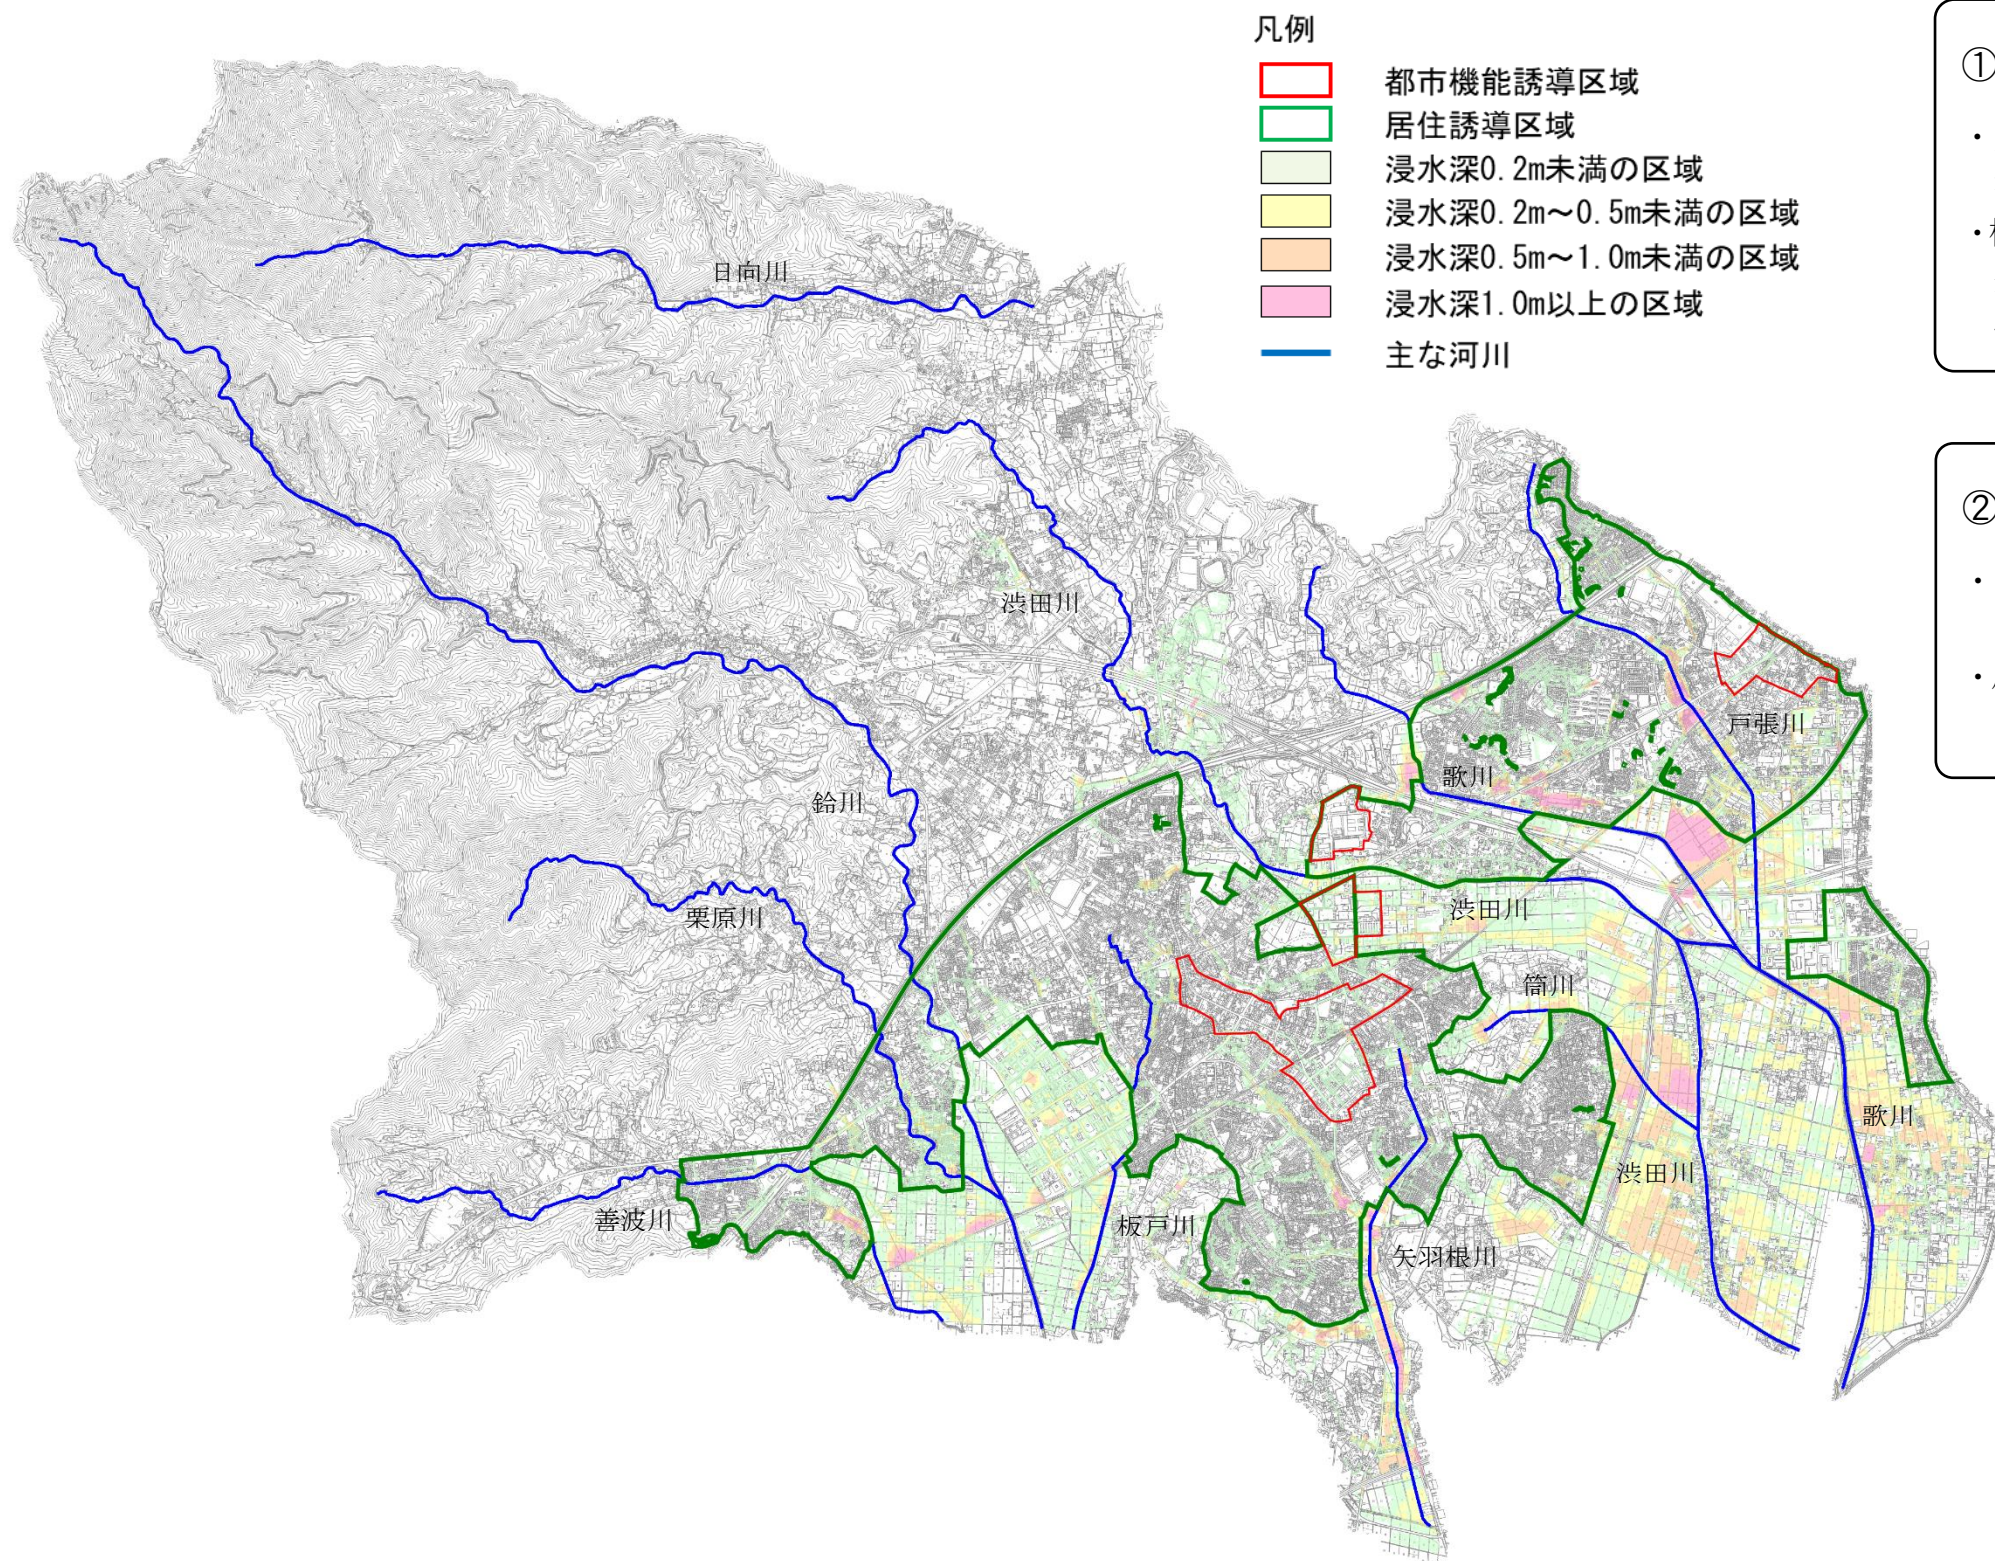 凡例
都市機能誘導区域
居住誘導区域
浸水深0.2m未満の区域
浸水深0.2m～0.5m未満の区域
浸水深0.5m～1.0m未満の区域
浸水深1.0m以上の区域
主な河川
①
・
②
・
日向川
渋田川
戸張川
歌川
鈴川
栗原川
渋田川
筒川
歌川
渋田川
善波川
板戸川
矢羽根川